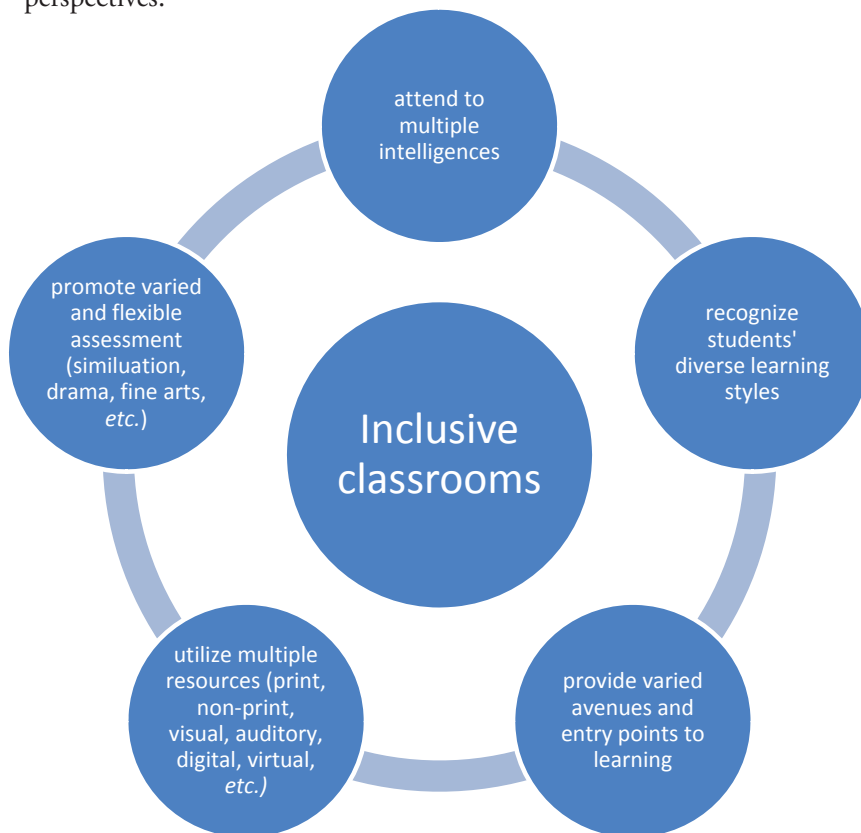 perspectives.
attend to
multiple
intelligences
recognize
students'
diverse learning
styles
provide varied
avenues and
entry points to
learning
utilize multiple
resources (print,
non-print,
visual, auditory,
digital, virtual,
etc.)
promote varied
and flexible
assessment
(similuation,
drama, fine arts,
etc.)
Inclusive
classrooms